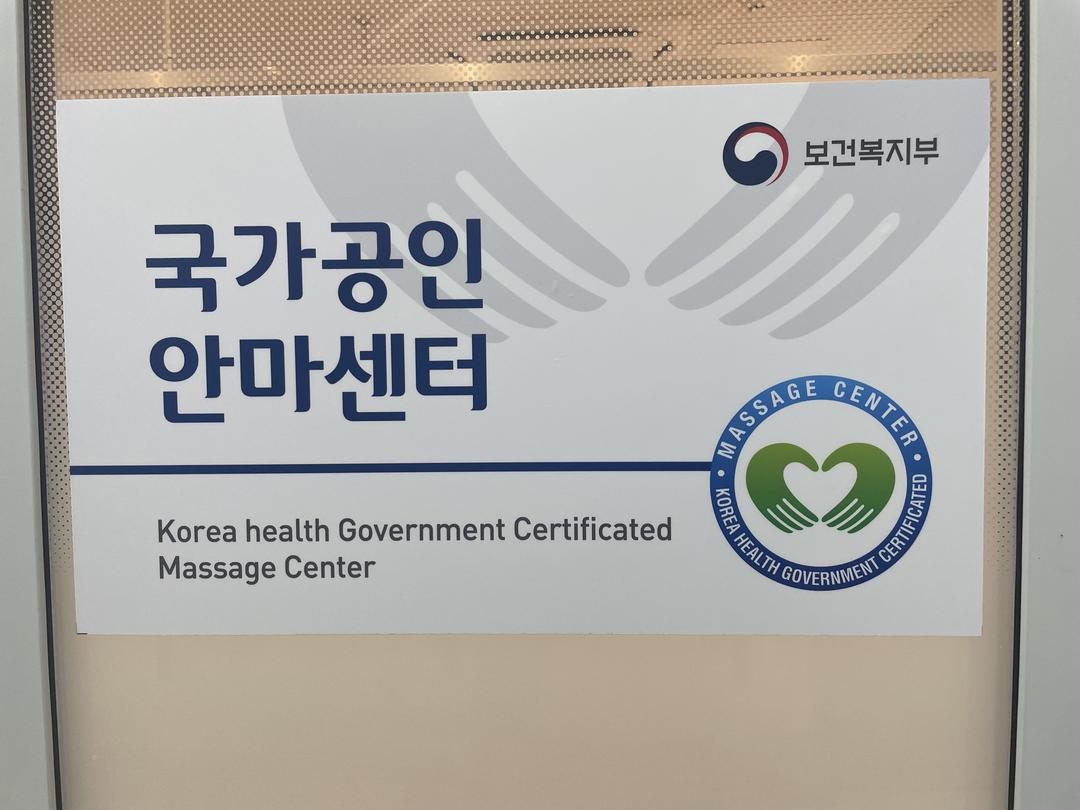 보건복지부
국가공인
안마센터
Korea health Government Certificated
Massage Center
• MASSAGE CENTER •
KOREA HEALTH GOVERNMENT CERTIFICATED